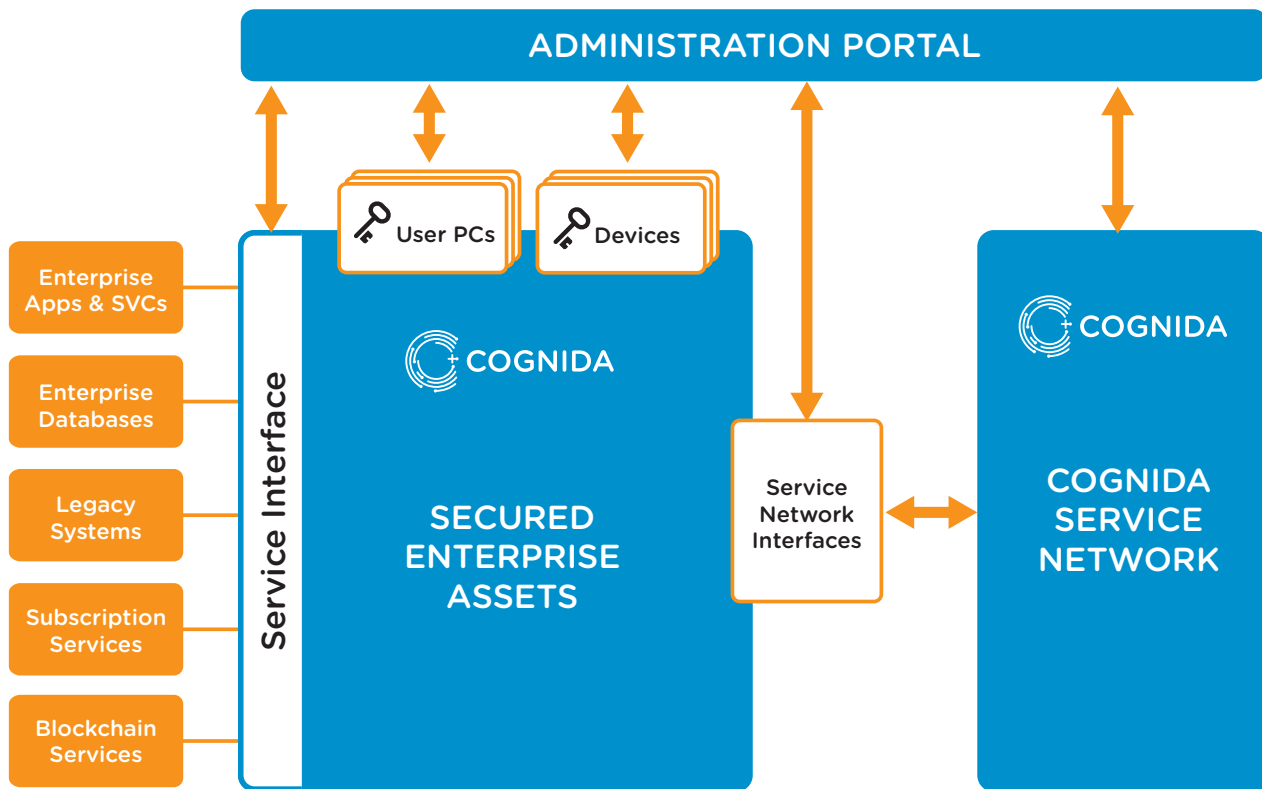 ADMINISTRATION PORTAL
User PCs
Devices
Enterprise
Apps & SVCs
Enterprise
Databases
Legacy
Systems
Subscription
Services
Blockchain
Services
Service Interface
COGNIDA
SECURED
ENTERPRISE
ASSETS
Service
Network
Interfaces
COGNIDA
COGNIDA
SERVICE
NETWORK